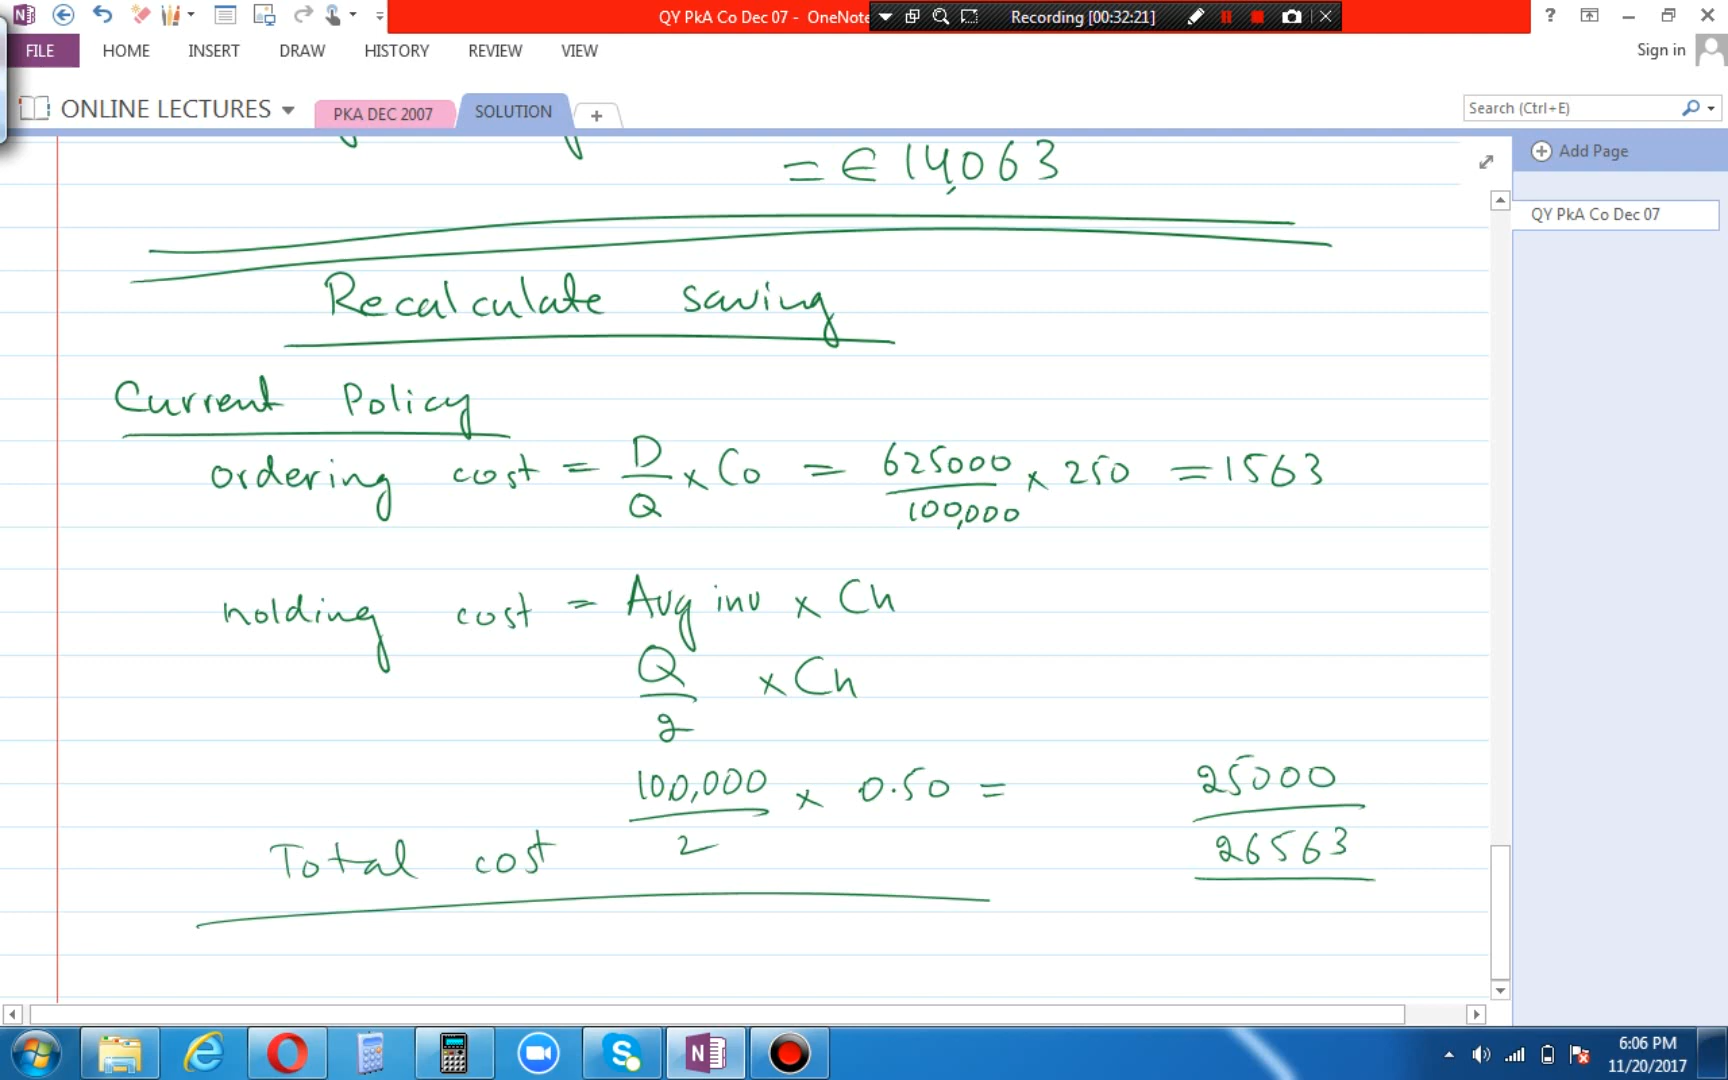 QY PkA Co Dec 07 - OneNote
Recording [00:32:21]
FILE HOME INSERT DRAW HISTORY REVIEW VIEW
Sign in
ONLINE LECTURES PKA DEC 2007 SOLUTION
Search (Ctrl+E)
Add Page
QY PkA Co Dec 07
= € 14,063
Recalculate saving
Current Policy
ordering cost = D/Q × Co = 625000/100,000 × 250 = 1563
holding cost = Avg inv × Ch
Q/2 × Ch
100,000/2 × 0.50 = 25000
Total cost 26563
6:06 PM
11/20/2017